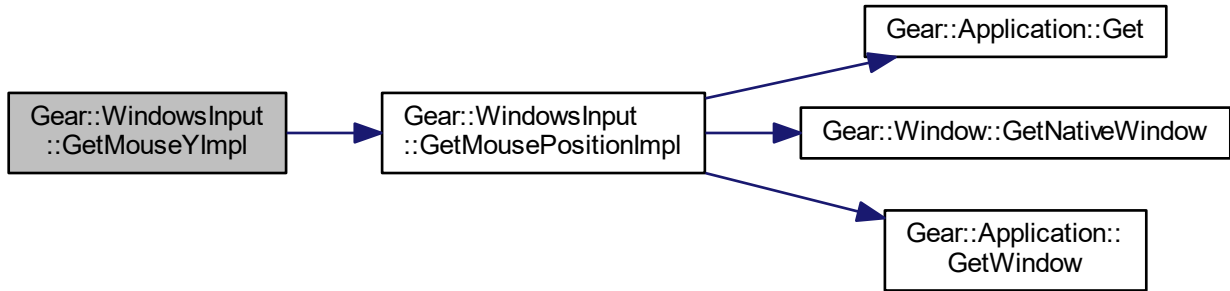 Gear::WindowsInput
::GetMouseYImpl
Gear::WindowsInput
::GetMousePositionImpl
Gear::Application::Get
Gear::Window::GetNativeWindow
Gear::Application::
GetWindow